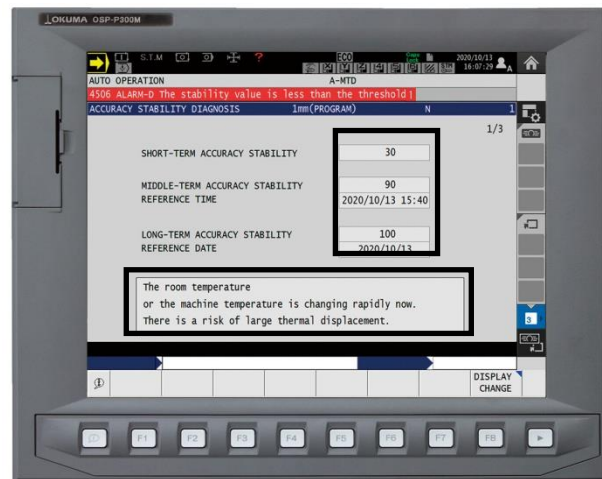 OKUMA OSP-P300M
S.T.M ? ECO 2020/10/13
16:07:29 A
AUTO OPERATION A-MTD
4506 ALARM-D The stability value is less than the threshold!
ACCURACY STABILITY DIAGNOSIS 1mm(PROGRAM) N 1
1/3
SHORT-TERM ACCURACY STABILITY 30
MIDDLE-TERM ACCURACY STABILITY 90
REFERENCE TIME 2020/10/13 15:40
LONG-TERM ACCURACY STABILITY 100
REFERENCE DATE 2020/10/13
The room temperature
or the machine temperature is changing rapidly now.
There is a risk of large thermal displacement.
3
DISPLAY
CHANGE
F1 F2 F3 F4 F5 F6 F7 F8